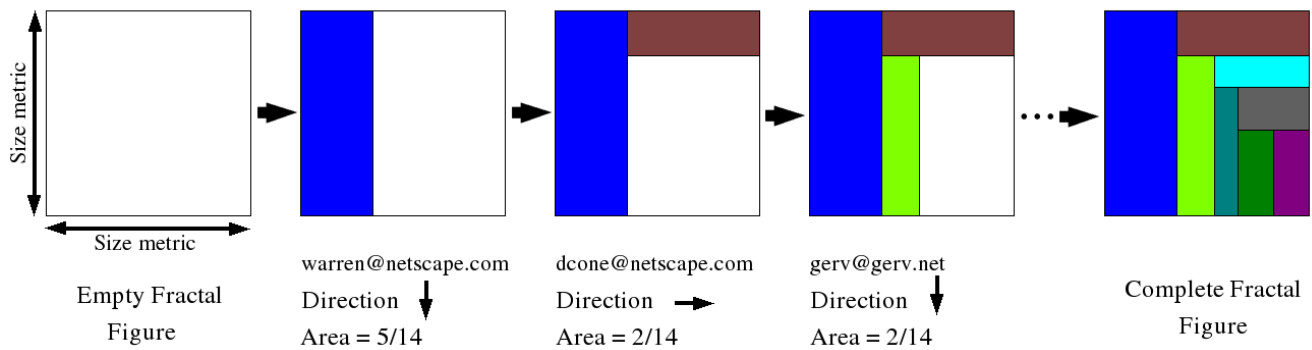 Size metric
Size metric
Empty Fractal
Figure
warren@netscape.com
Direction
Area = 5/14
dcone@netscape.com
Direction
Area = 2/14
gerv@gerv.net
Direction
Area = 2/14
...
Complete Fractal
Figure